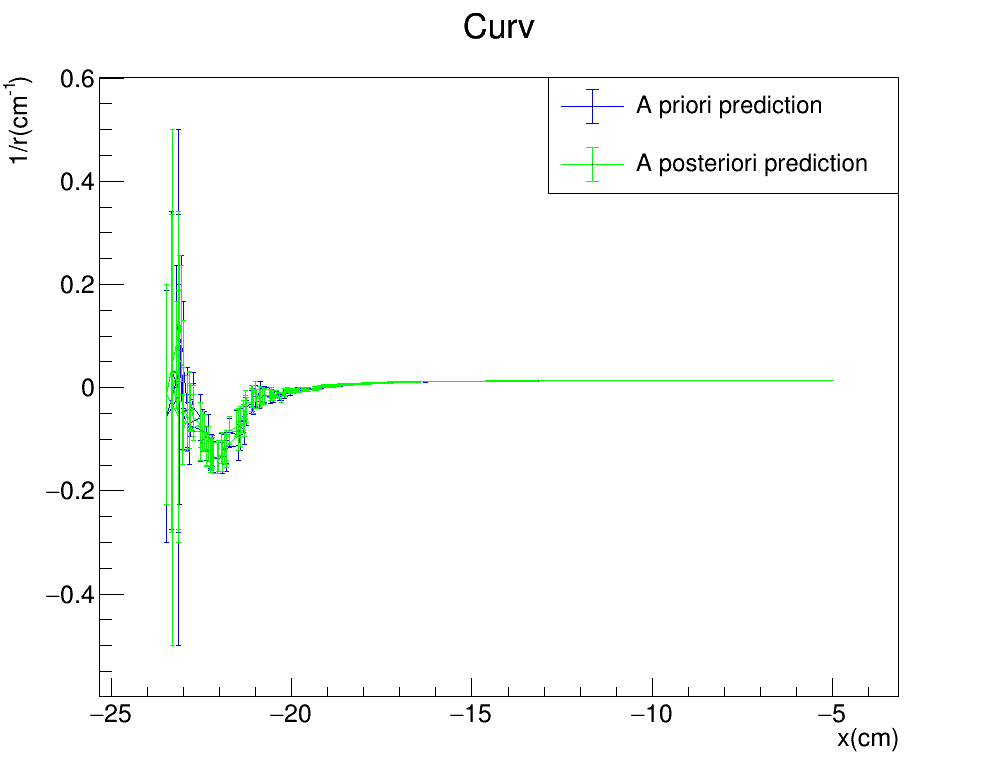 Curv
1/r(cm-1)
0.6
0.4
0.2
0
−0.2
−0.4
A priori prediction
A posteriori prediction
−25 −20 −15 −10 −5
x(cm)